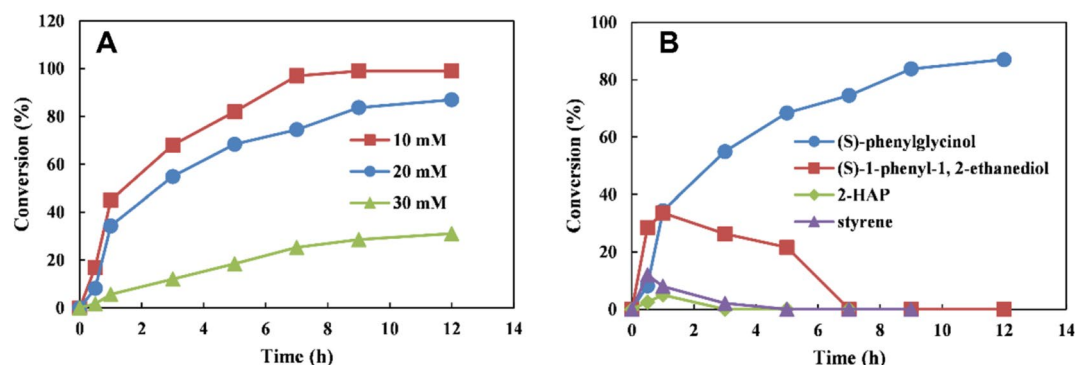 A
Conversion (%)
120
100
80
60
40
20
0
10 mM
20 mM
30 mM
0 2 4 6 8 10 12 14
Time (h)
B
Conversion (%)
100
80
60
40
20
0
(S)-phenylglycinol
(S)-1-phenyl-1, 2-ethanediol
2-HAP
styrene
0 2 4 6 8 10 12 14
Time (h)